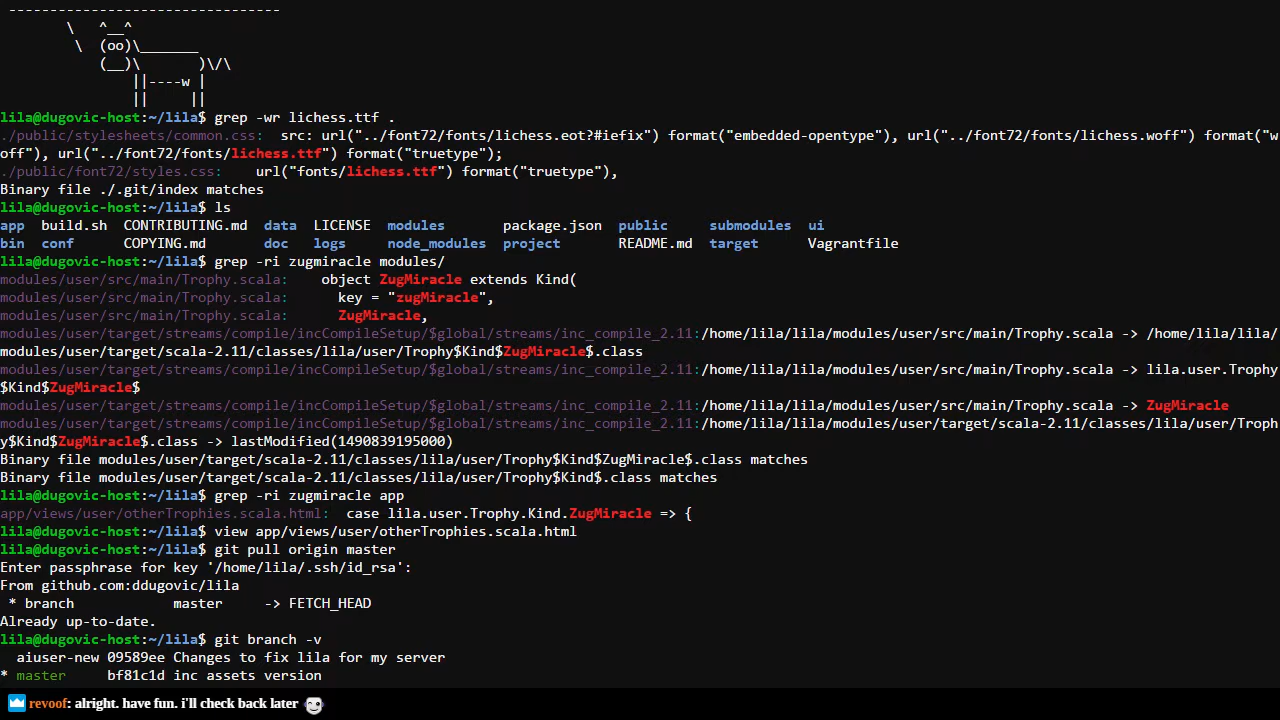 ---------------------------------
        \   ^__^
         \  (oo)\_______
            (__)\       )\/\
                ||----w |
                ||     ||
lila@dugovic-host:~/lila$ grep -wr lichess.ttf .
./public/stylesheets/common.css:  src: url("../font72/fonts/lichess.eot?#iefix") format("embedded-opentype"), url("../font72/fonts/lichess.woff") format("w
off"), url("../font72/fonts/lichess.ttf") format("truetype");
./public/font72/styles.css:    url("fonts/lichess.ttf") format("truetype"),
Binary file ./.git/index matches
lila@dugovic-host:~/lila$ ls
app  build.sh  CONTRIBUTING.md  data  LICENSE  modules       package.json  public     submodules  ui
bin  conf      COPYING.md       doc   logs     node_modules  project       README.md  target      Vagrantfile
lila@dugovic-host:~/lila$ grep -ri zugmiracle modules/
modules/user/src/main/Trophy.scala:    object ZugMiracle extends Kind(
modules/user/src/main/Trophy.scala:      key = "zugMiracle",
modules/user/src/main/Trophy.scala:      ZugMiracle,
modules/user/target/streams/compile/incCompileSetup/$global/streams/inc_compile_2.11:/home/lila/lila/modules/user/src/main/Trophy.scala -> /home/lila/lila/
modules/user/target/scala-2.11/classes/lila/user/Trophy$Kind$ZugMiracle$.class
modules/user/target/streams/compile/incCompileSetup/$global/streams/inc_compile_2.11:/home/lila/lila/modules/user/src/main/Trophy.scala -> lila.user.Trophy
$Kind$ZugMiracle$
modules/user/target/streams/compile/incCompileSetup/$global/streams/inc_compile_2.11:/home/lila/lila/modules/user/src/main/Trophy.scala -> ZugMiracle
modules/user/target/streams/compile/incCompileSetup/$global/streams/inc_compile_2.11:/home/lila/lila/modules/user/target/scala-2.11/classes/lila/user/Troph
y$Kind$ZugMiracle$.class -> lastModified(1490839195000)
Binary file modules/user/target/scala-2.11/classes/lila/user/Trophy$Kind$ZugMiracle$.class matches
Binary file modules/user/target/scala-2.11/classes/lila/user/Trophy$Kind$.class matches
lila@dugovic-host:~/lila$ grep -ri zugmiracle app
app/views/user/otherTrophies.scala.html:  case lila.user.Trophy.Kind.ZugMiracle => {
lila@dugovic-host:~/lila$ view app/views/user/otherTrophies.scala.html
lila@dugovic-host:~/lila$ git pull origin master
Enter passphrase for key '/home/lila/.ssh/id_rsa':
From github.com:ddugovic/lila
 * branch            master     -> FETCH_HEAD
Already up-to-date.
lila@dugovic-host:~/lila$ git branch -v
  aiuser-new 09589ee Changes to fix lila for my server
* master     bf81c1d inc assets version
revoof: alright. have fun. i'll check back later